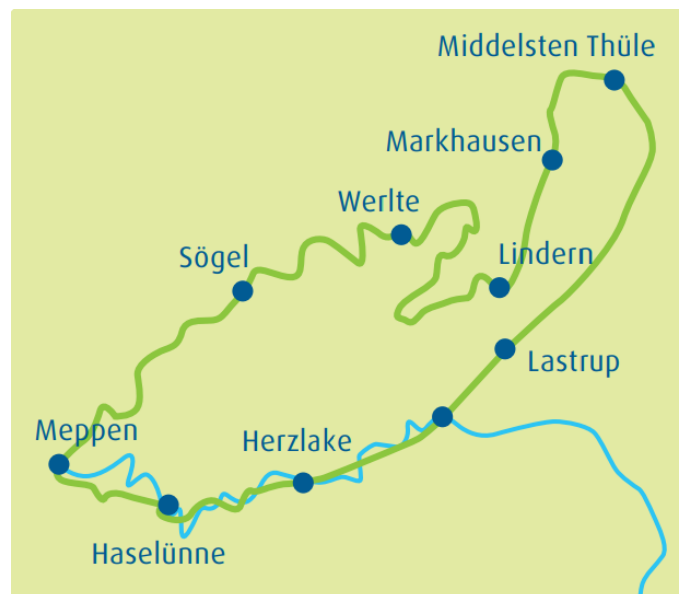 Middelsten Thüle
Markhausen
Werlte
Sögel
Lindern
Lastrup
Meppen
Herzlake
Haselünne